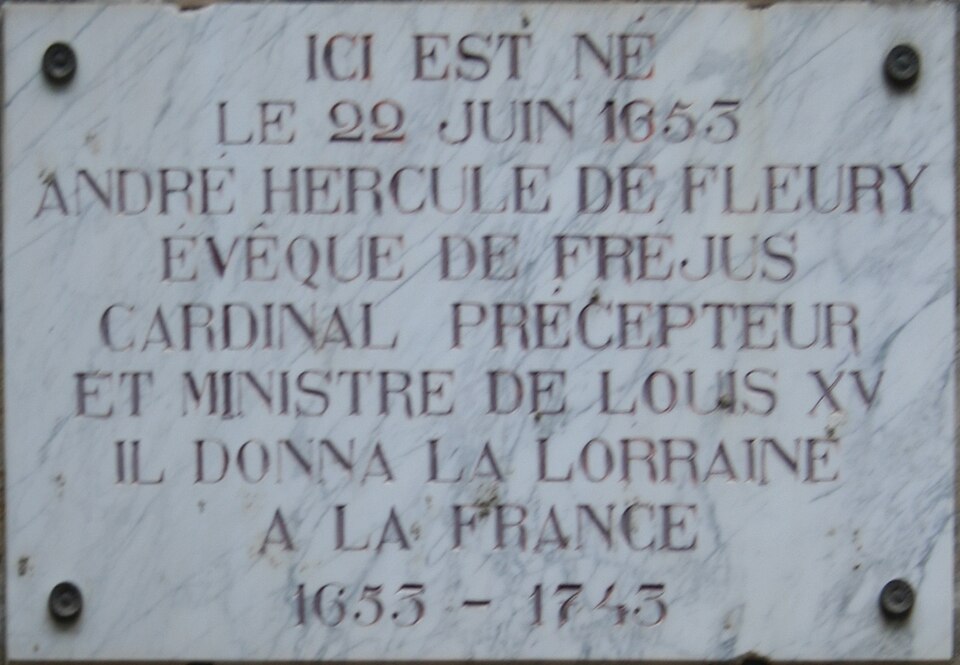 ICI EST NÉ
LE 22 JUIN 1653
ANDRÉ HERCULE DE FLEURY
ÉVÊQUE DE FRÉJUS
CARDINAL PRÉCEPTEUR
ET MINISTRE DE LOUIS XV
IL DONNA LA LORRAINE
A LA FRANCE
1653 - 1743